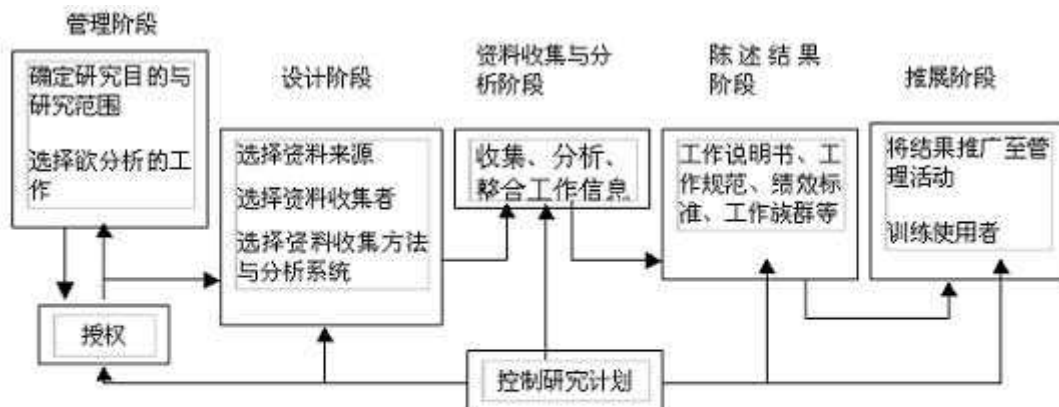 管理阶段
确定研究目的与
研究范围
选择欲分析的工
作
授权
设计阶段
选择资料来源
选择资料收集者
选择资料收集方法
与分析系统
资料收集与分
析阶段
收集、分析、
整合工作信息
陈述结果
阶段
工作说明书、工
作规范、绩效标
准、工作族群等
推展阶段
将结果推广至管
理活动
训练使用者
控制研究计划